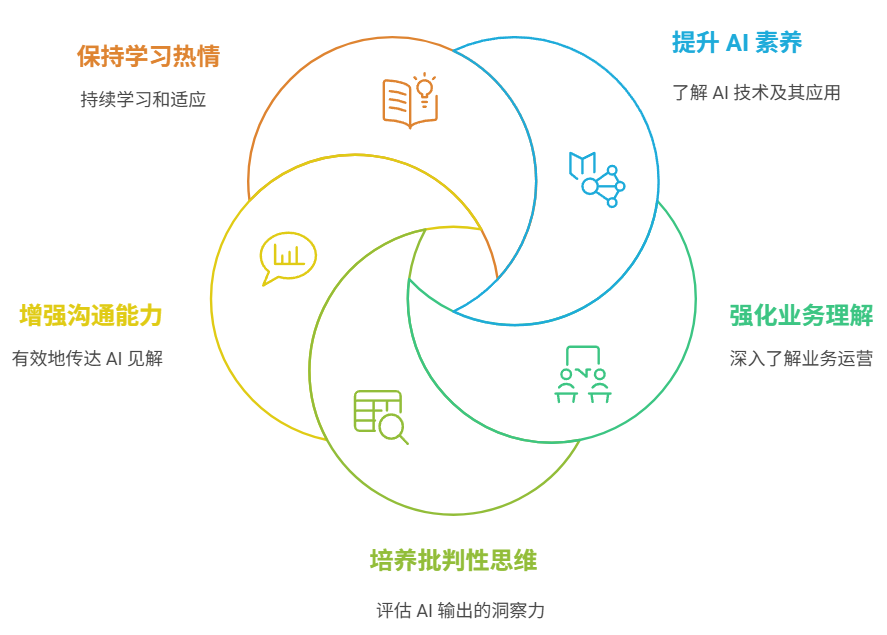 保持学习热情
持续学习和适应
提升 AI 素养
了解 AI 技术及其应用
增强沟通能力
有效地传达 AI 见解
强化业务理解
深入了解业务运营
培养批判性思维
评估 AI 输出的洞察力